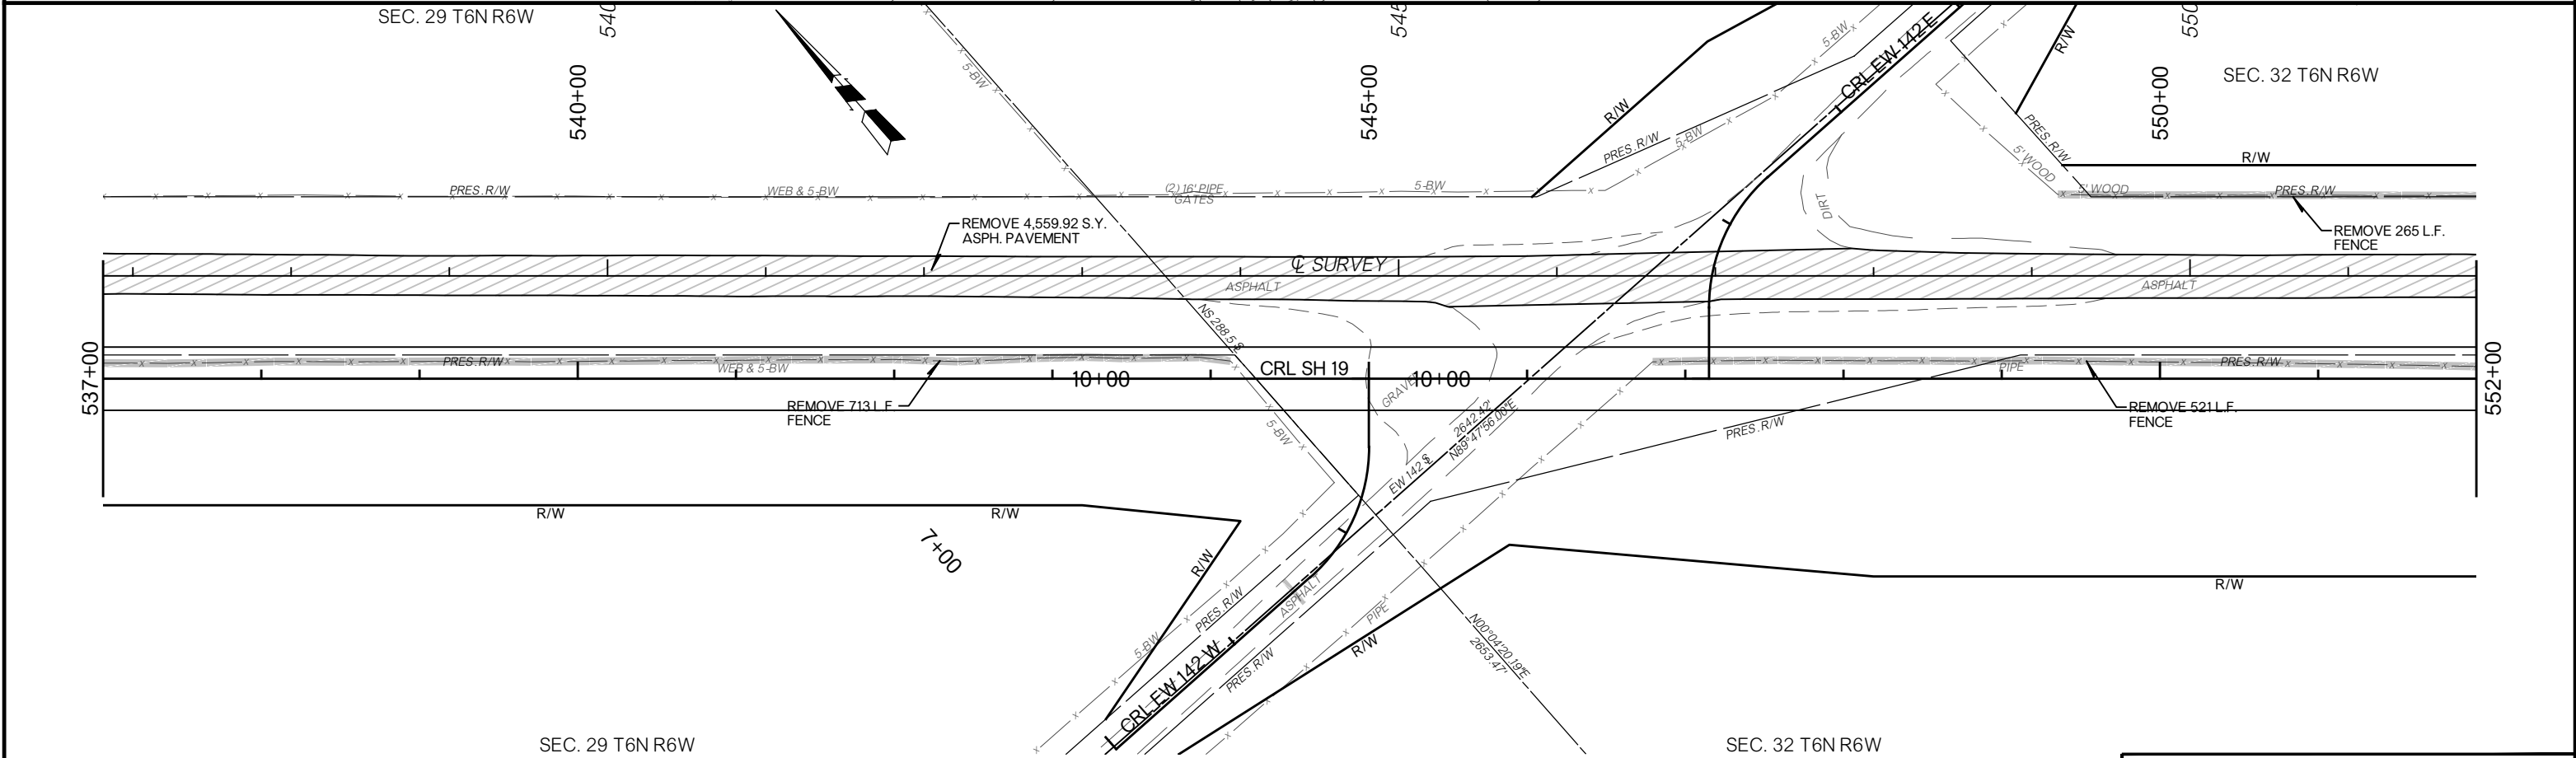 SEC. 29 T6N R6W
540
545
550
5-BW
CRL EW 142 E
R/W
SEC. 32 T6N R6W
540+00
545+00
550+00
5-BW
R/W
PRES. R/W
5-BW
PRES. R/W
5' WOOD
R/W
PRES. R/W
WEB & 5-BW
(2) 16' PIPE
GATES
5-BW
5' WOOD
PRES. R/W
DIRT
REMOVE 4,559.92 S.Y.
ASPH. PAVEMENT
REMOVE 265 L.F.
FENCE
℄ SURVEY
ASPHALT
ASPHALT
NS 288.5 ℄
537+00
PRES. R/W
WEB & 5-BW
CRL SH 19
10+00
10+00
GRAVEL
PIPE
PRES. R/W
552+00
REMOVE 713 L.F.
FENCE
REMOVE 521 L.F.
FENCE
5-BW
2642.42'
N89°47'56.00"E
PRES. R/W
EW 142 ℄
R/W
R/W
7+00
R/W
R/W
PRES. R/W
ASPHALT
PIPE
5-BW
R/W
N00°04'20.19"E
2653.47'
PRES. R/W
CRL EW 142 W
SEC. 29 T6N R6W
SEC. 32 T6N R6W